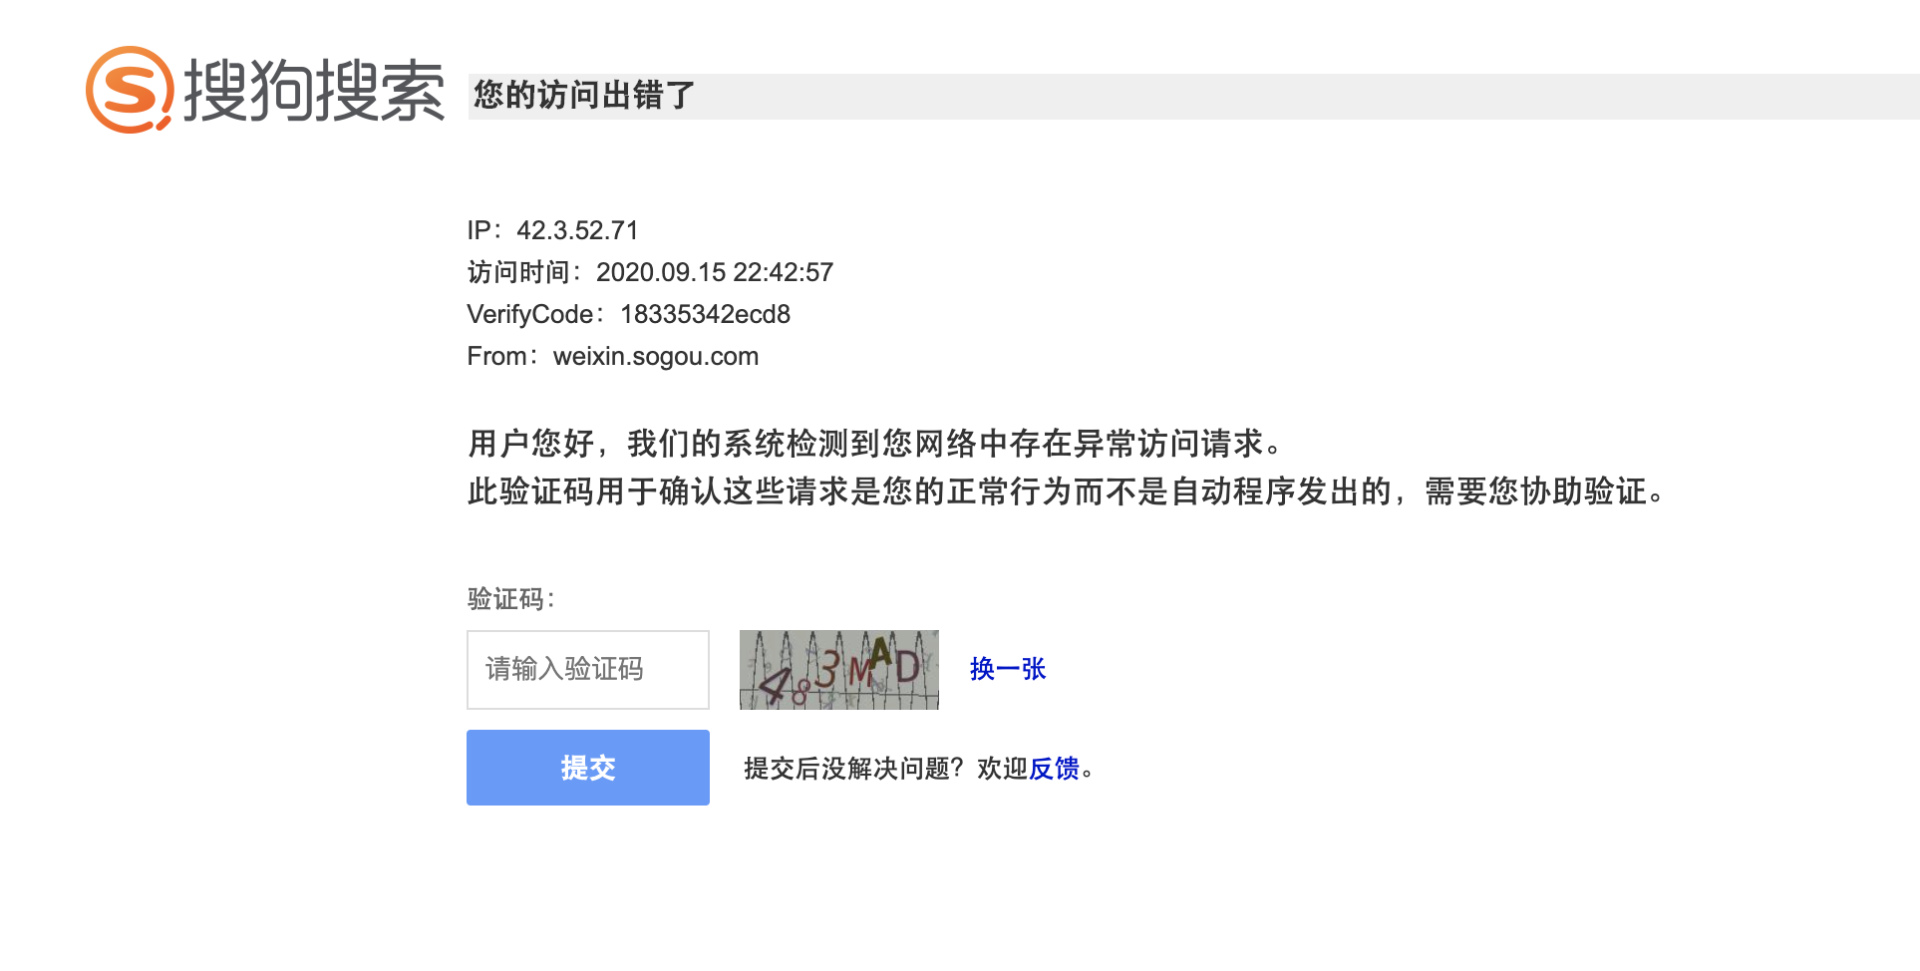 搜狗搜索 您的访问出错了
IP：42.3.52.71
访问时间：2020.09.15 22:42:57
VerifyCode：18335342ecd8
From：weixin.sogou.com
用户您好，我们的系统检测到您网络中存在异常访问请求。
此验证码用于确认这些请求是您的正常行为而不是自动程序发出的，需要您协助验证。
验证码：
请输入验证码 483MAD 换一张
提交 提交后没解决问题？欢迎反馈。